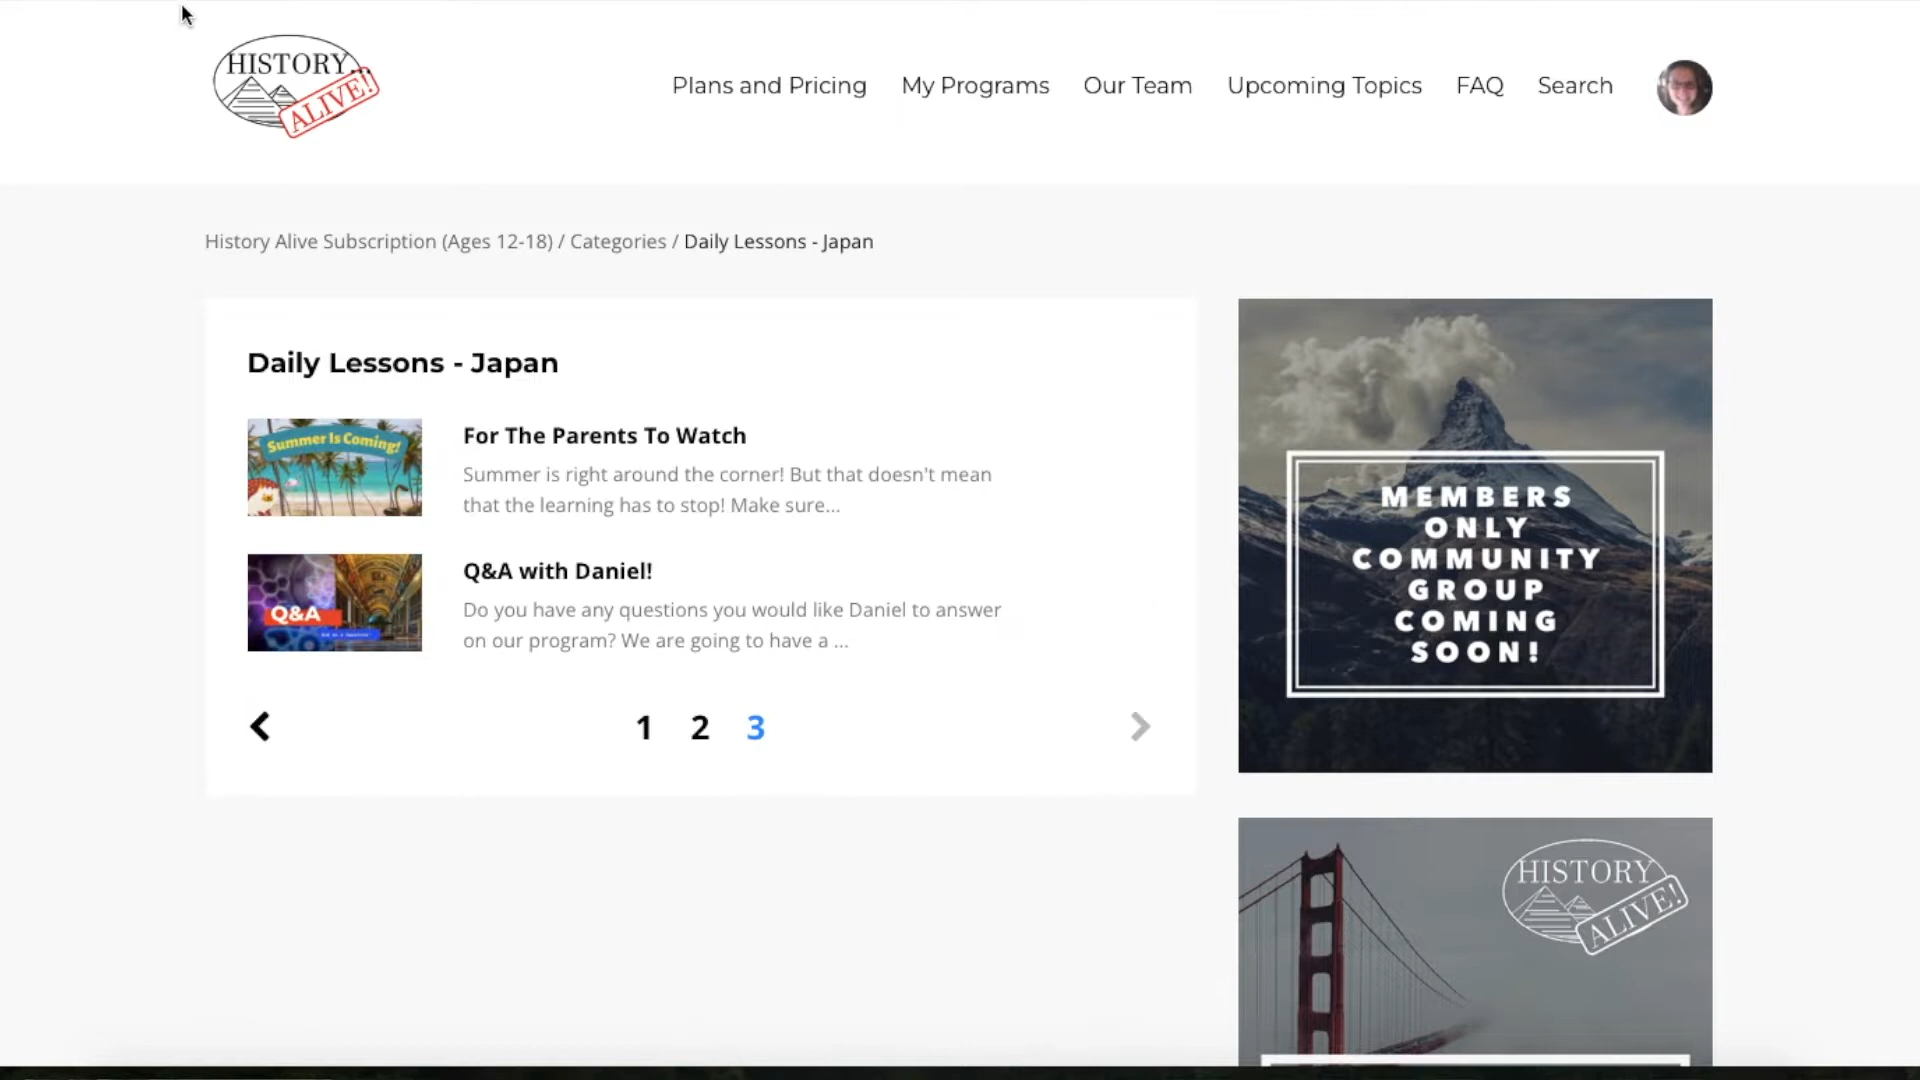 HISTORY...
ALIVE!
Plans and Pricing
My Programs
Our Team
Upcoming Topics
FAQ
Search
History Alive Subscription (Ages 12-18) / Categories / Daily Lessons - Japan
Daily Lessons - Japan
Summer Is Coming!
For The Parents To Watch
Summer is right around the corner! But that doesn't mean
that the learning has to stop! Make sure...
Q&A
Q&A with Daniel!
Do you have any questions you would like Daniel to answer
on our program? We are going to have a ...
1 2 3
MEMBERS
ONLY
COMMUNITY
GROUP
COMING
SOON!
HISTORY
ALIVE!